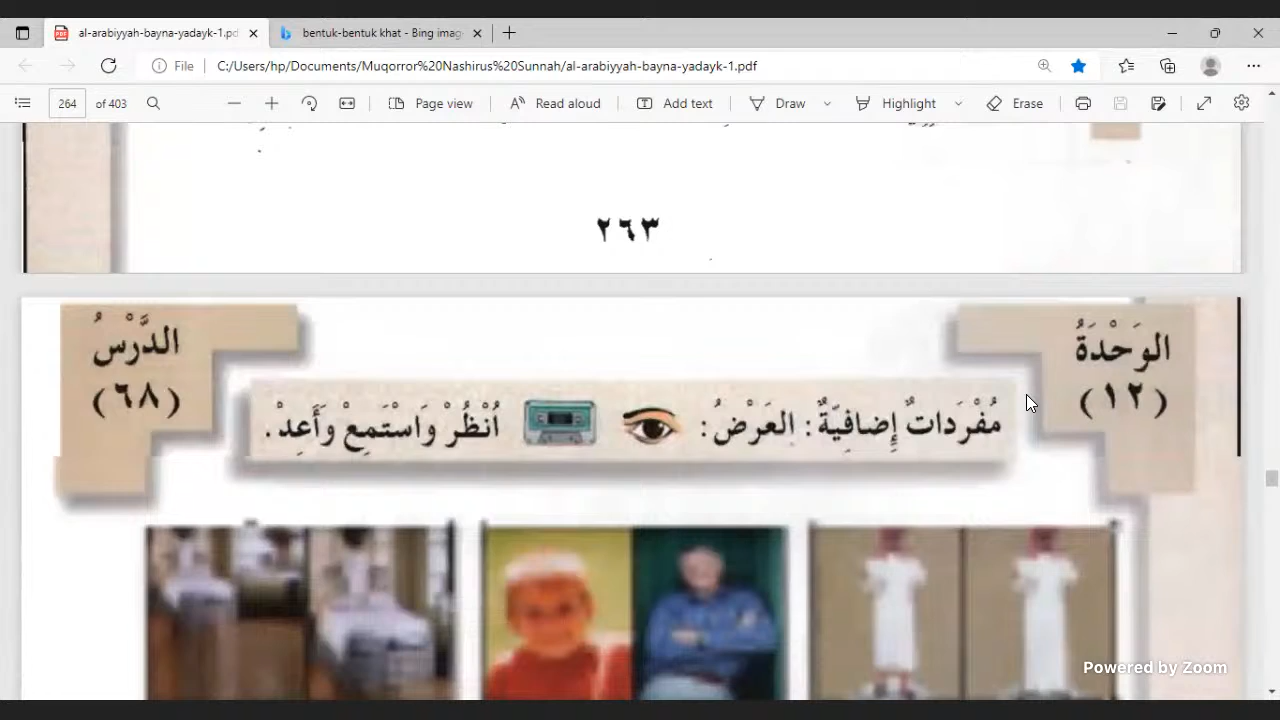 al-arabiyyah-bayna-yadayk-1.pd
bentuk-bentuk khat - Bing imag
File
C:/Users/hp/Documents/Muqorror%20Nashirus%20Sunnah/al-arabiyyah-bayna-yadayk-1.pdf
264 of 403
Page view
Read aloud
Add text
Draw
Highlight
Erase
٢٦٣
الوَحْدَةُ
(١٢)
الدَّرْسُ
(٦٨)
مُفْرَدَاتٌ إِضافِيّةٌ: العَرْضُ: اُنْظُرْ وَاسْتَمِعْ وَأَعِدْ.
Powered by Zoom